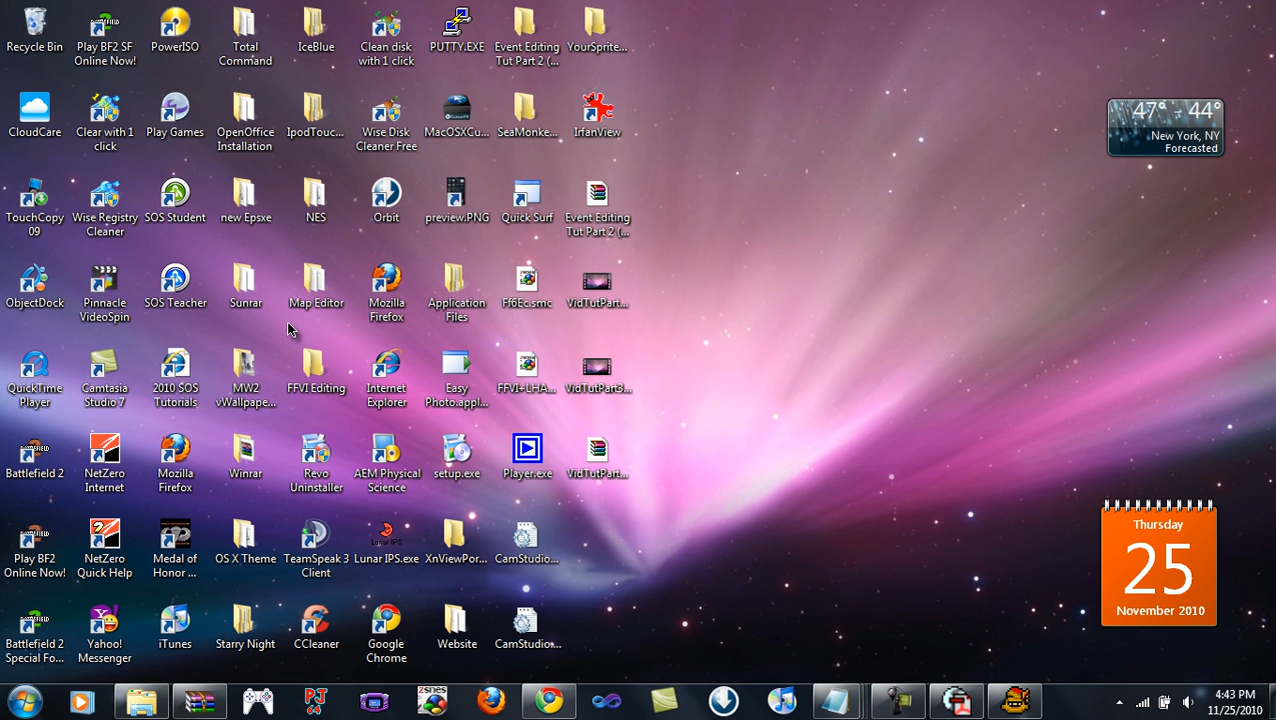 Recycle Bin
Play BF2 SF
Online Now!
PowerISO
Total
Command
IceBlue
Clean disk
with 1 click
PUTTY.EXE
Event Editing
Tut Part 2 (...
YourSprite...
CloudCare
Clear with 1
click
Play Games
OpenOffice
Installation
IpodTouc...
Wise Disk
Cleaner Free
MacOSXCu...
SeaMonke...
IrfanView
TouchCopy
09
Wise Registry
Cleaner
SOS Student
new Epsxe
NES
Orbit
preview.PNG
Quick Surf
Event Editing
Tut Part 2 (...
ObjectDock
Pinnacle
VideoSpin
SOS Teacher
Sunrar
Map Editor
Mozilla
Firefox
Application
Files
Ff6Ec.smc
VidTutPart...
QuickTime
Player
Camtasia
Studio 7
2010 SOS
Tutorials
MW2
vWallpape...
FFVI Editing
Internet
Explorer
Easy
Photo.appl...
FFVI+LHA...
VidTutPart3...
Battlefield 2
NetZero
Internet
Mozilla
Firefox
Winrar
Revo
Uninstaller
AEM Physical
Science
setup.exe
Player.exe
VidTutPart...
Play BF2
Online Now!
NetZero
Quick Help
Medal of
Honor ...
OS X Theme
TeamSpeak 3
Client
Lunar IPS
Lunar IPS.exe
XnViewPor...
CamStudio...
Battlefield 2
Special Fo...
Yahoo!
Messenger
iTunes
Starry Night
CCleaner
Google
Chrome
Website
CamStudio...
47° - 44°
New York, NY
Forecasted
Thursday
25
November 2010
PJ
64
zsnes
4:43 PM
11/25/2010